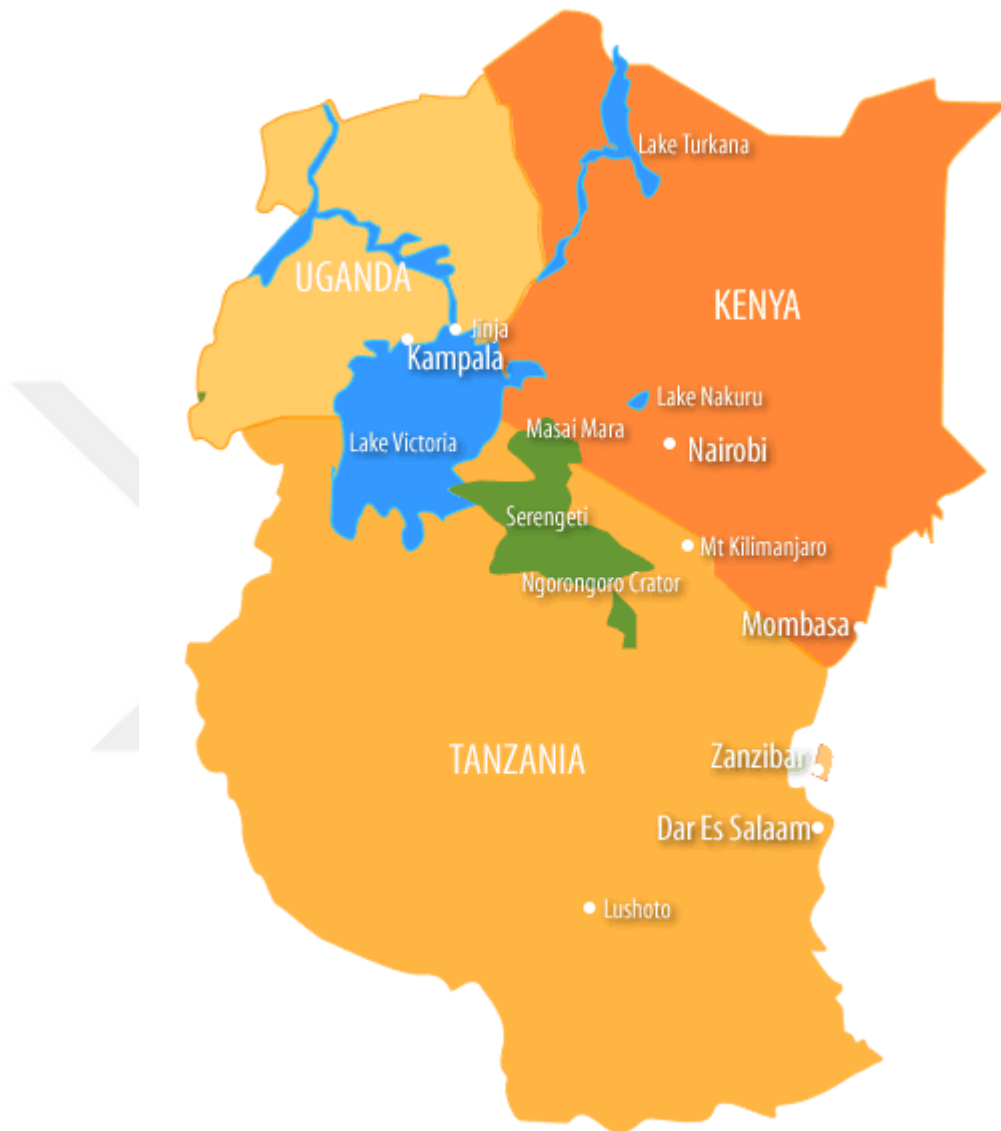 Lake Turkana
UGANDA
KENYA
Jinja
Kampala
Lake Nakuru
Masai Mara
Lake Victoria
Nairobi
Serengeti
Mt Kilimanjaro
Ngorongoro Crator
Mombasa
TANZANIA
Zanzibar
Dar Es Salaam
Lushoto